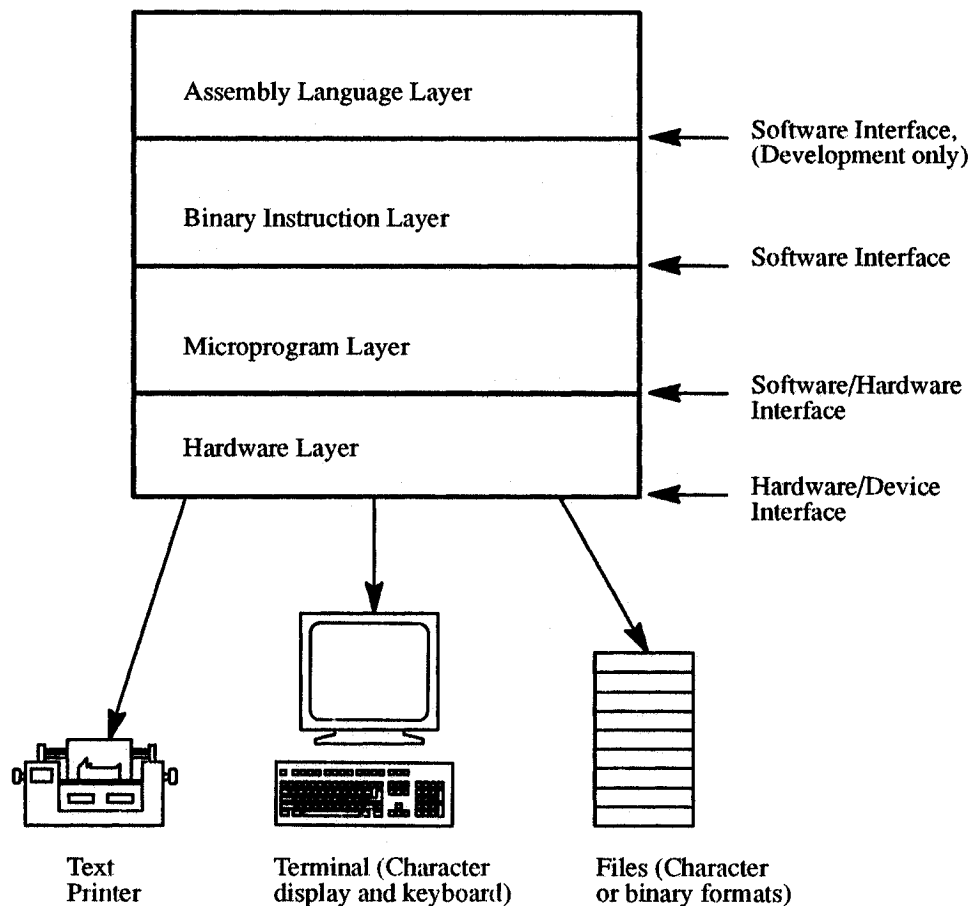 Assembly Language Layer
Software Interface,
(Development only)
Binary Instruction Layer
Software Interface
Microprogram Layer
Software/Hardware
Interface
Hardware Layer
Hardware/Device
Interface
Text
Printer
Terminal (Character
display and keyboard)
Files (Character
or binary formats)